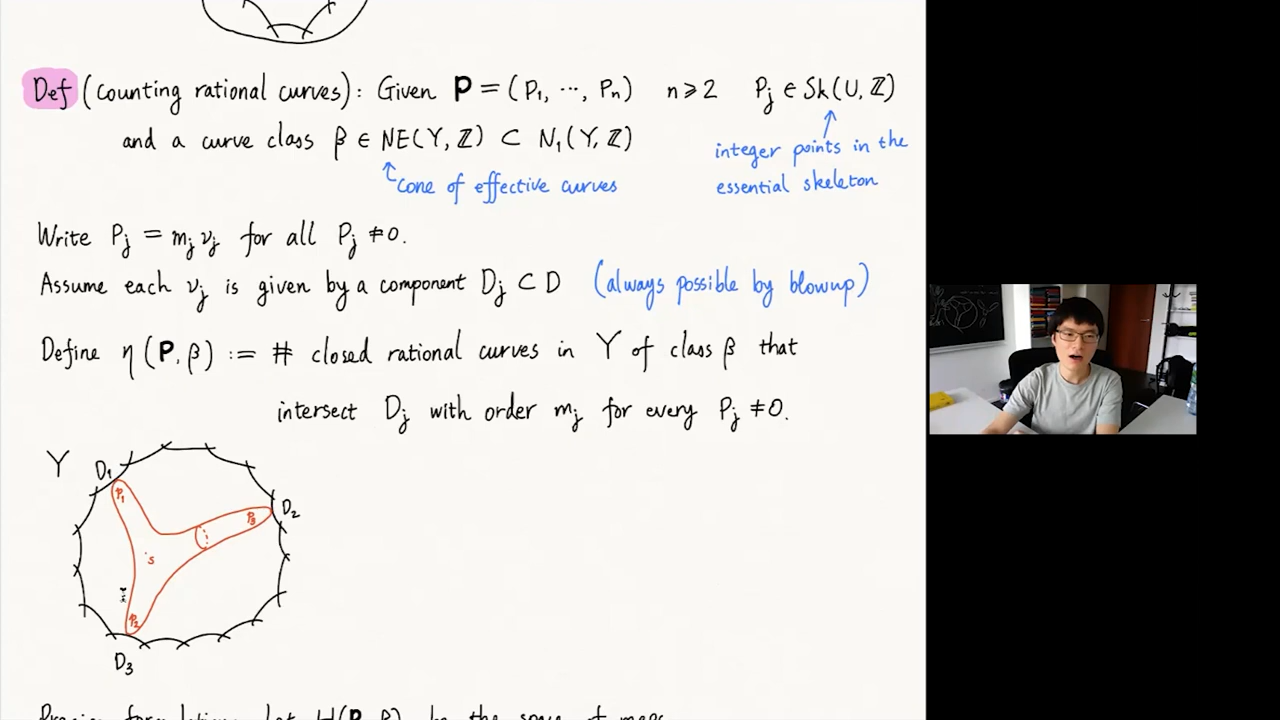 Def (counting rational curves): Given P = (P₁, ⋯, Pₙ) n ⩾ 2 Pⱼ ∈ Sk(U, ℤ)
and a curve class β ∈ NE(Y, ℤ) ⊂ N₁(Y, ℤ)
integer points in the
essential skeleton
cone of effective curves
Write Pⱼ = mⱼ νⱼ for all Pⱼ ≠ 0.
Assume each νⱼ is given by a component Dⱼ ⊂ D (always possible by blowup)
Define η(P, β) := # closed rational curves in Y of class β that
intersect Dⱼ with order mⱼ for every Pⱼ ≠ 0.
Y
D₁
p₁
p₃
D₂
s
p₂
D₃